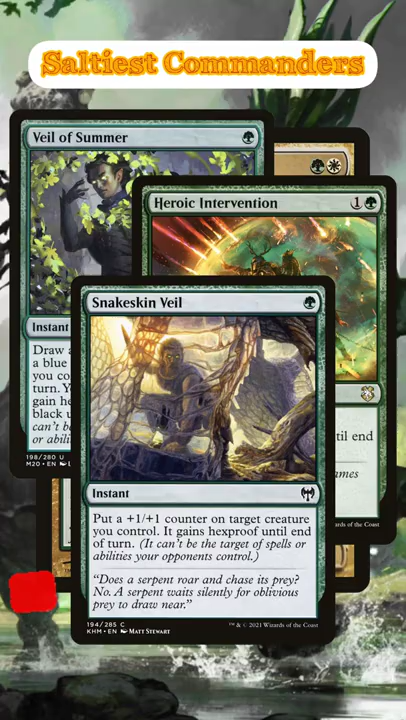 Saltiest Commanders
Veil of Summer
Instant
Draw
a blue
you co
turn. Y
gain he
black u
can't be
or abili
198/280 U
M20 • EN
Heroic Intervention
1
til end
ames
ards of the Coast
Snakeskin Veil
Instant
Put a +1/+1 counter on target creature
you control. It gains hexproof until end
of turn. (It can't be the target of spells or
abilities your opponents control.)
"Does a serpent roar and chase its prey?
No. A serpent waits silently for oblivious
prey to draw near."
194/285 C
KHM • EN Matt Stewart
™ & © 2021 Wizards of the Coast